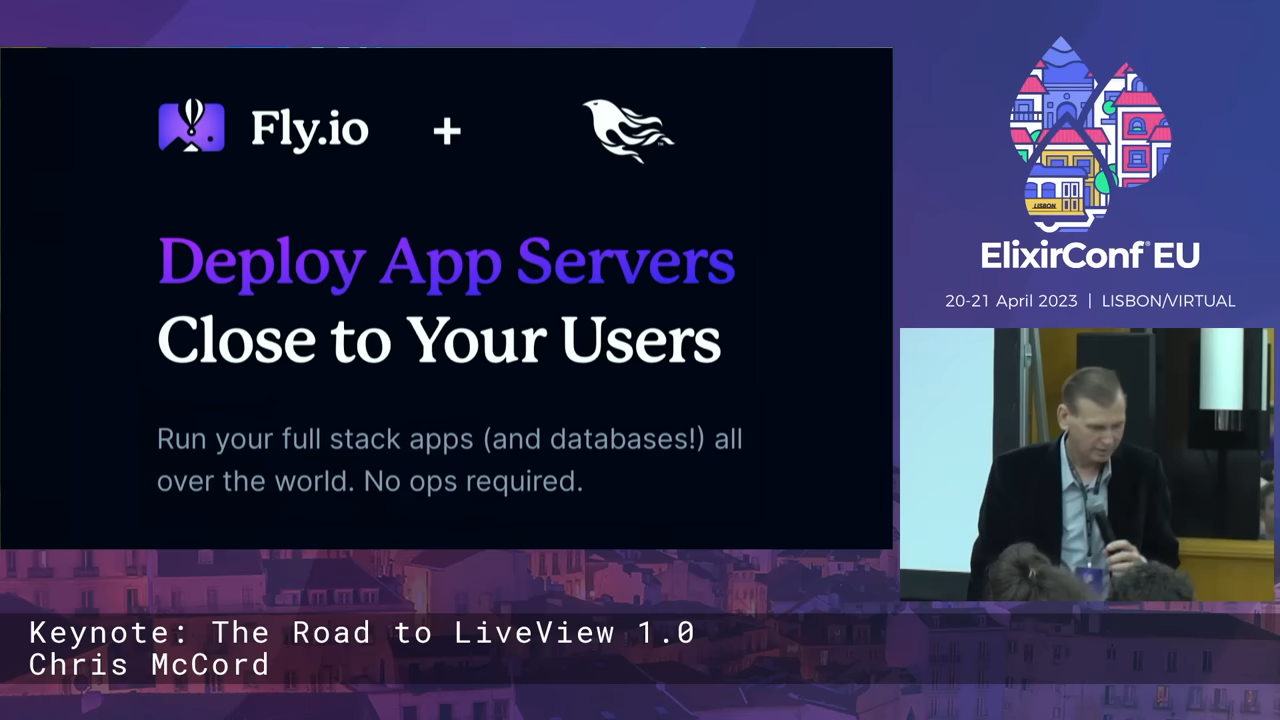 Fly.io +
Deploy App Servers
Close to Your Users
Run your full stack apps (and databases!) all
over the world. No ops required.
LISBON
ElixirConf® EU
20-21 April 2023 | LISBON/VIRTUAL
Keynote: The Road to LiveView 1.0
Chris McCord